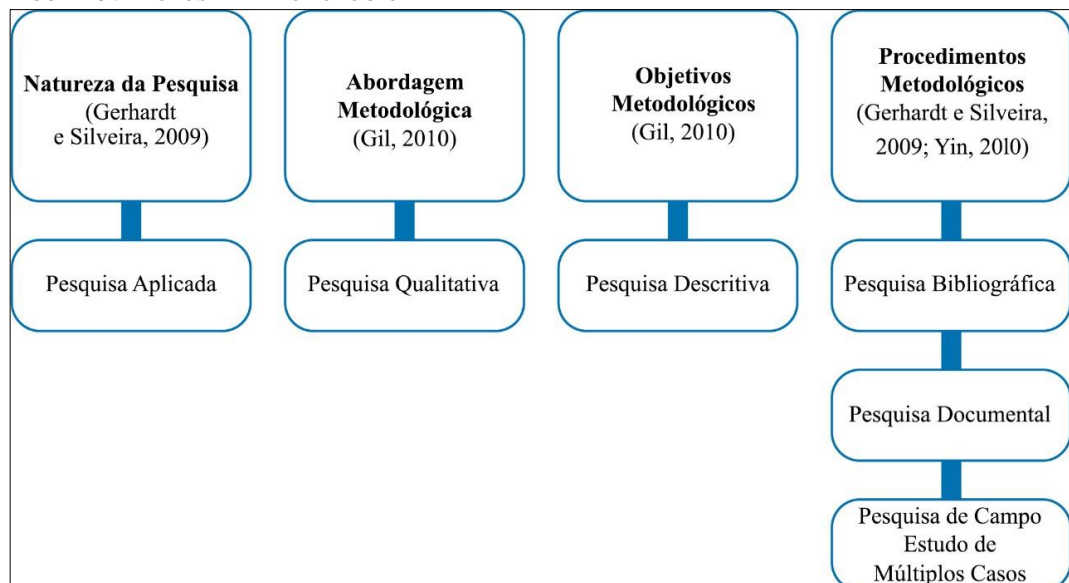 Natureza da Pesquisa
(Gerhardt
e Silveira, 2009)
Pesquisa Aplicada
Abordagem
Metodológica
(Gil, 2010)
Pesquisa Qualitativa
Objetivos
Metodológicos
(Gil, 2010)
Pesquisa Descritiva
Procedimentos
Metodológicos
(Gerhardt e Silveira,
2009; Yin, 20l0)
Pesquisa Bibliográfica
Pesquisa Documental
Pesquisa de Campo
Estudo de
Múltiplos Casos